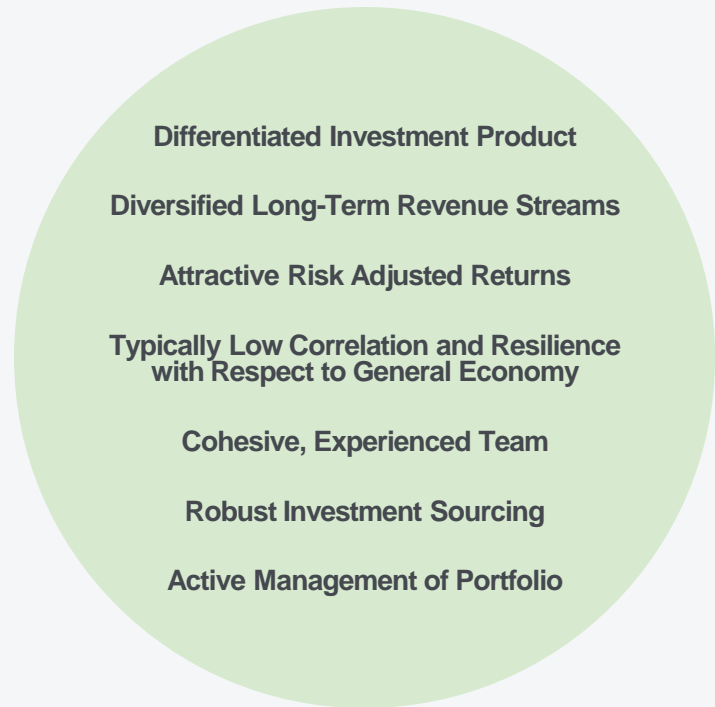 Differentiated Investment Product
Diversified Long-Term Revenue Streams
Attractive Risk Adjusted Returns
Typically Low Correlation and Resilience
with Respect to General Economy
Cohesive, Experienced Team
Robust Investment Sourcing
Active Management of Portfolio